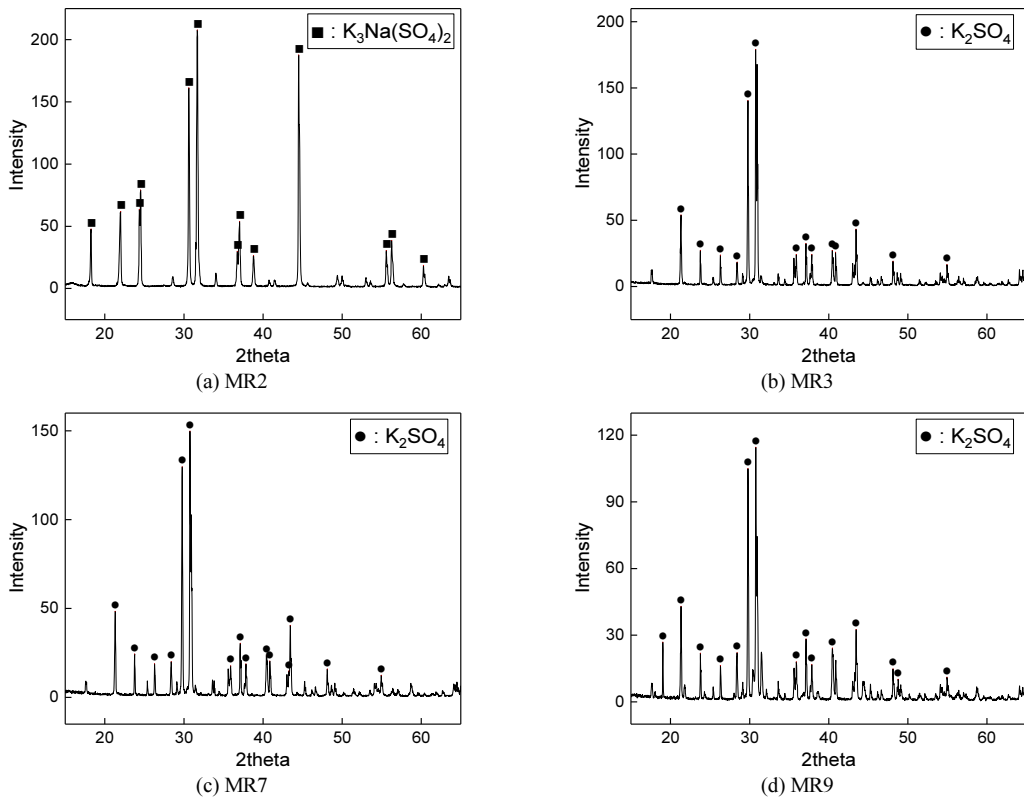 ■ : K₃Na(SO₄)₂
200
150
100
50
0
Intensity
20 30 40 50 60
2theta
(a) MR2
● : K₂SO₄
200
150
100
50
0
Intensity
20 30 40 50 60
2theta
(b) MR3
● : K₂SO₄
150
100
50
0
Intensity
20 30 40 50 60
2theta
(c) MR7
● : K₂SO₄
120
90
60
30
0
Intensity
20 30 40 50 60
2theta
(d) MR9